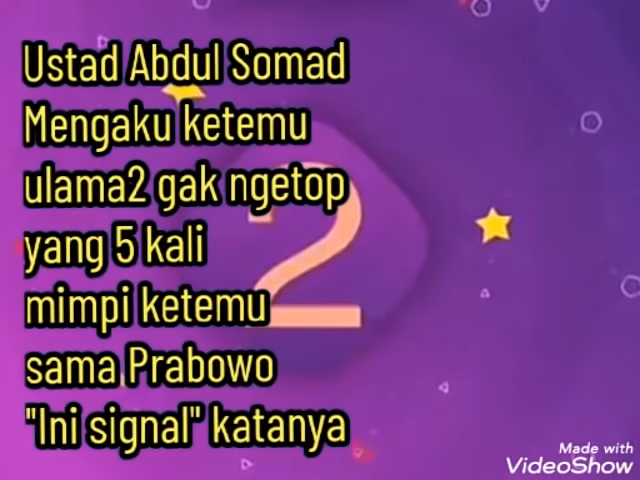 Ustad Abdul Somad
Mengaku ketemu
ulama2 gak ngetop
yang 5 kali
mimpi ketemu
sama Prabowo
"Ini signal" katanya
2
Made with
VideoShow